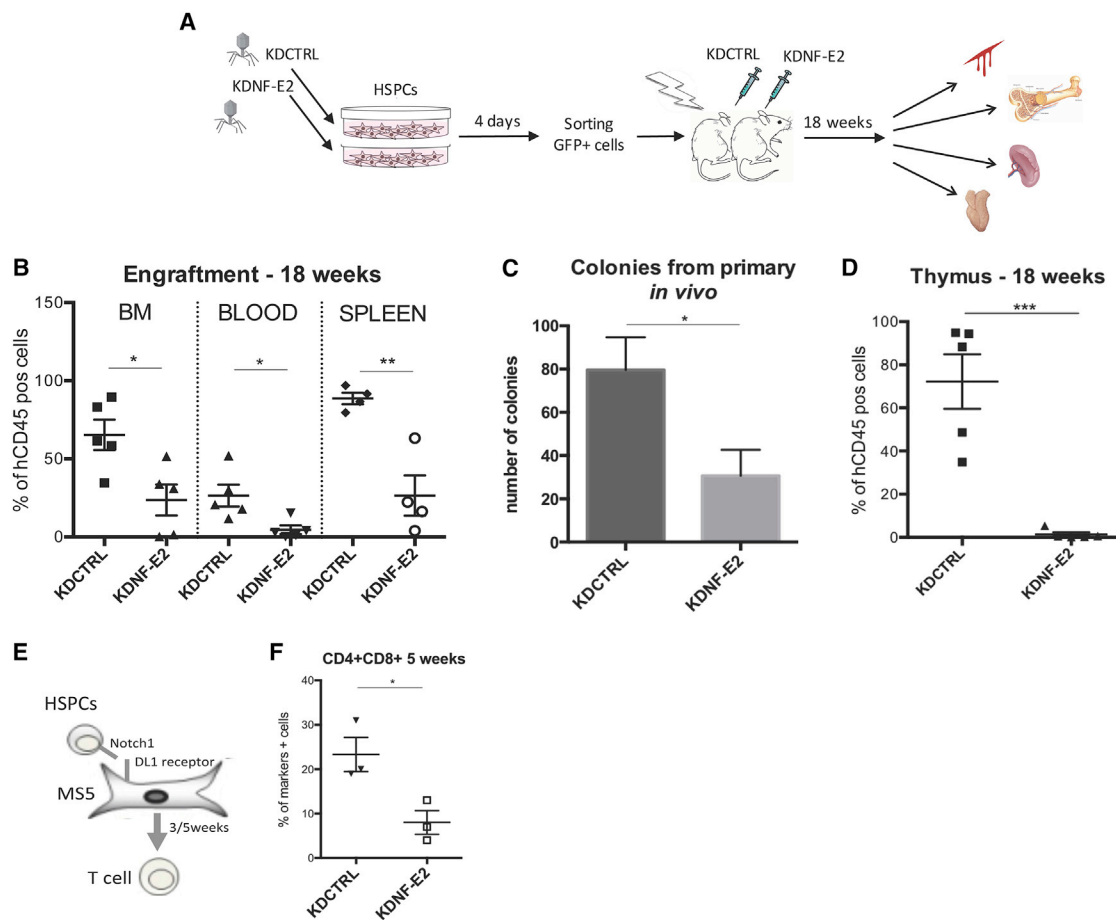 A
KDCTRL
KDNF-E2
HSPCs
4 days
Sorting
GFP+ cells
KDCTRL
KDNF-E2
18 weeks
B
Engraftment - 18 weeks
% of hCD45 pos cells
150
100
50
0
BM
BLOOD
SPLEEN
*
*
**
KDCTRL
KDNF-E2
KDCTRL
KDNF-E2
KDCTRL
KDNF-E2
C
Colonies from primary
in vivo
number of colonies
100
80
60
40
20
0
*
KDCTRL
KDNF-E2
D
Thymus - 18 weeks
% of hCD45 pos cells
100
80
60
40
20
0
***
KDCTRL
KDNF-E2
E
HSPCs
Notch1
DL1 receptor
MS5
3/5weeks
T cell
F
CD4+CD8+ 5 weeks
% of markers + cells
40
30
20
10
0
*
KDCTRL
KDNF-E2